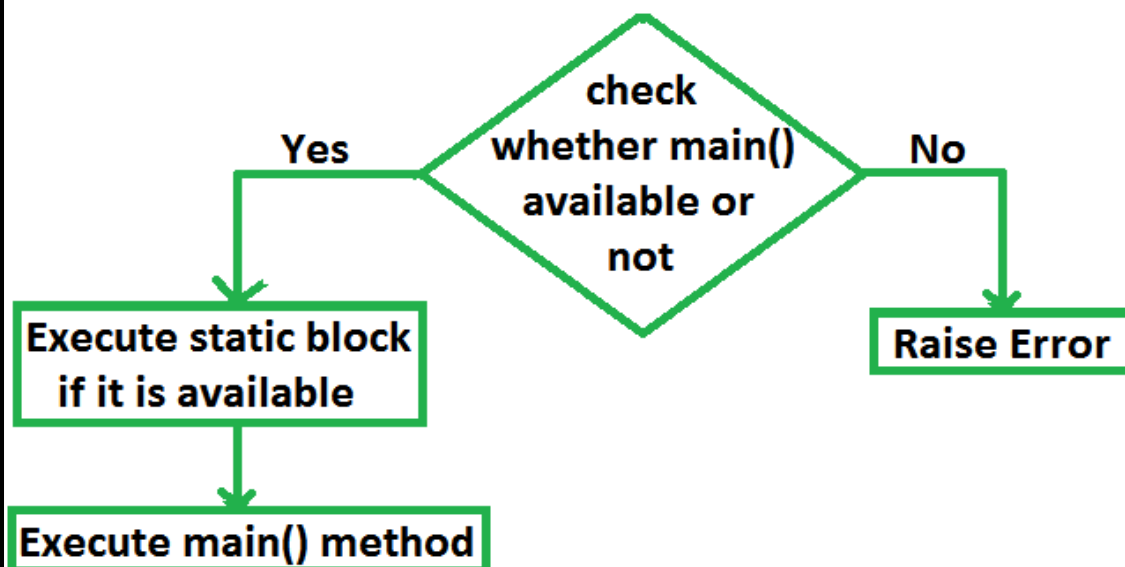 check
whether main()
available or
not
Yes
No
Execute static block
if it is available
Raise Error
Execute main() method